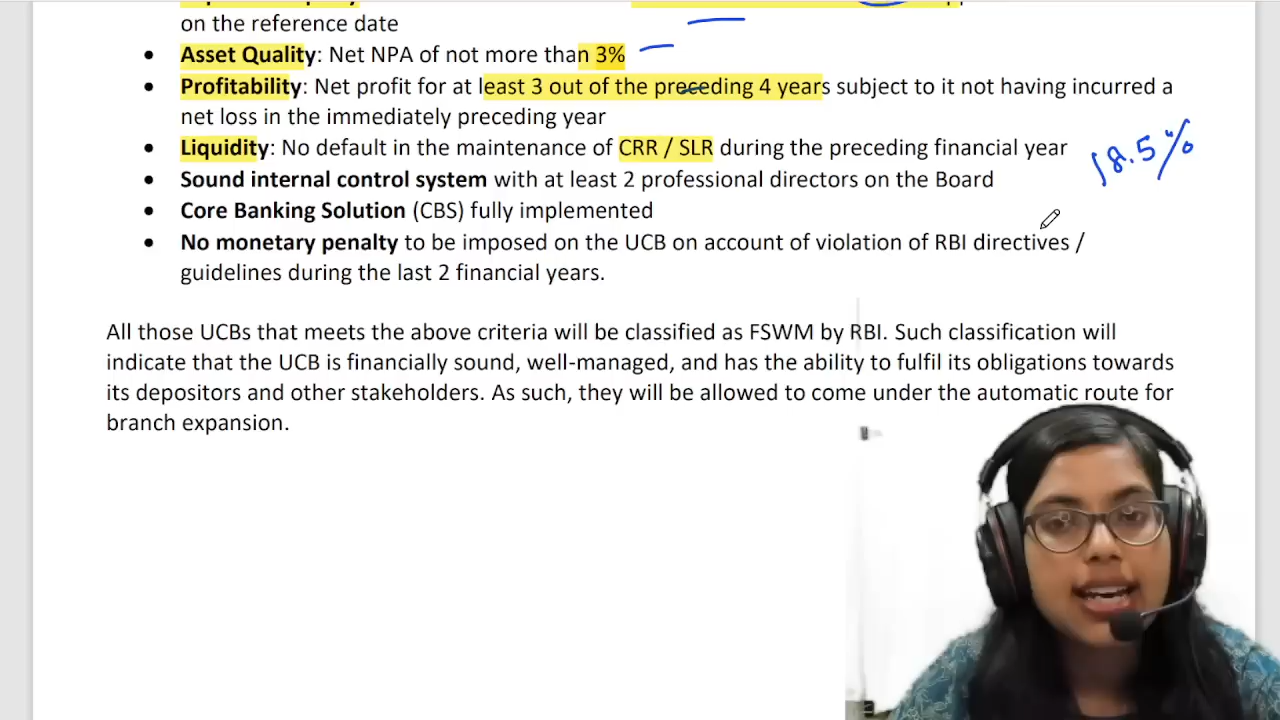 on the reference date
• Asset Quality: Net NPA of not more than 3%
• Profitability: Net profit for at least 3 out of the preceding 4 years subject to it not having incurred a
net loss in the immediately preceding year
• Liquidity: No default in the maintenance of CRR / SLR during the preceding financial year
18.5%
• Sound internal control system with at least 2 professional directors on the Board
• Core Banking Solution (CBS) fully implemented
• No monetary penalty to be imposed on the UCB on account of violation of RBI directives /
guidelines during the last 2 financial years.
All those UCBs that meets the above criteria will be classified as FSWM by RBI. Such classification will
indicate that the UCB is financially sound, well-managed, and has the ability to fulfil its obligations towards
its depositors and other stakeholders. As such, they will be allowed to come under the automatic route for
branch expansion.